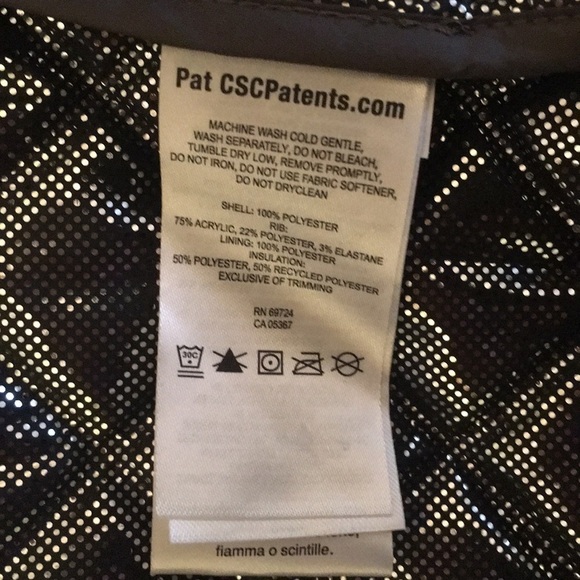 Pat CSCPatents.com
MACHINE WASH COLD GENTLE,
WASH SEPARATELY, DO NOT BLEACH,
TUMBLE DRY LOW, REMOVE PROMPTLY,
DO NOT IRON, DO NOT USE FABRIC SOFTENER,
DO NOT DRYCLEAN
SHELL: 100% POLYESTER
RIB:
75% ACRYLIC, 22% POLYESTER, 3% ELASTANE
LINING: 100% POLYESTER
INSULATION:
50% POLYESTER, 50% RECYCLED POLYESTER
EXCLUSIVE OF TRIMMING
RN 69724
CA 05367
30C
fiamma o scintille.